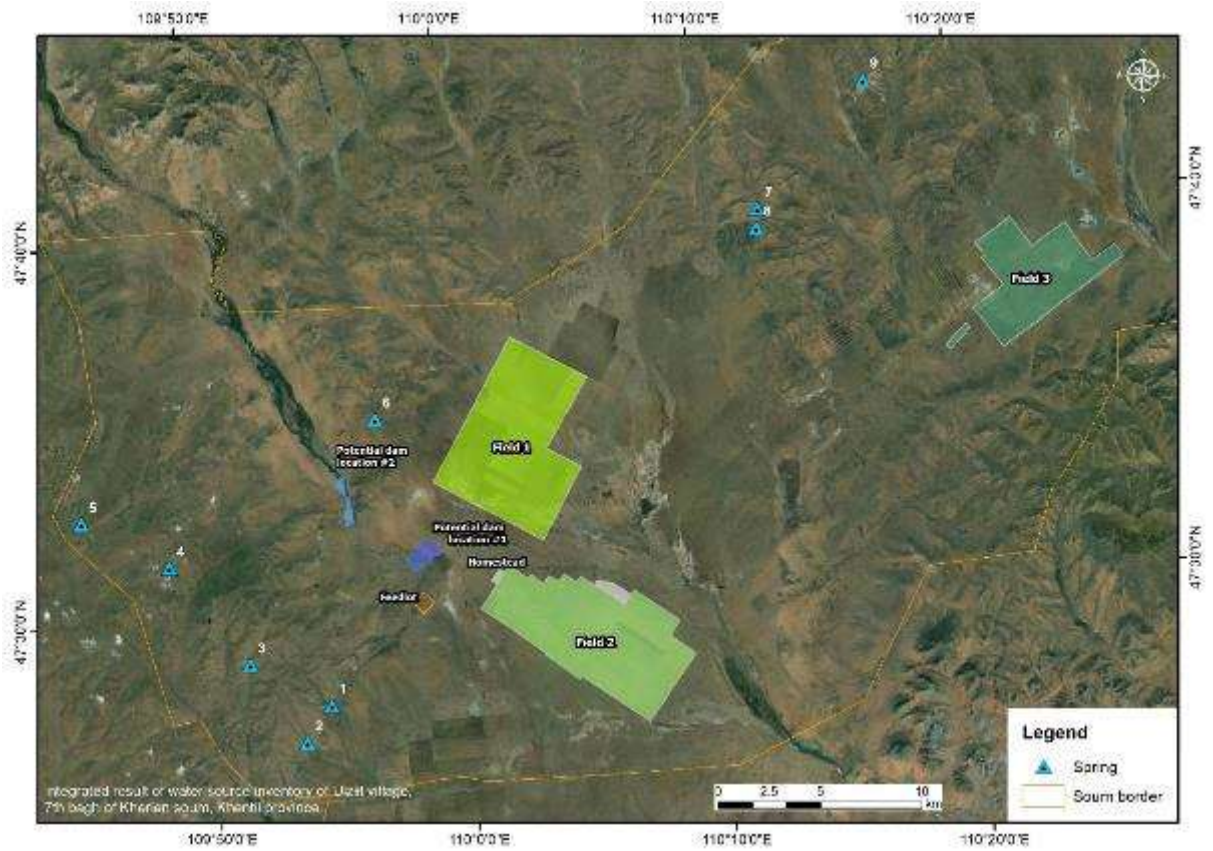 109°50'0"E 110°0'0"E 110°10'0"E 110°20'0"E
9
47°40'0"N
7
8
47°40'0"N
Field 3
6
Potential dam
location #2
Field 1
5
Potential dam
location
4
Homestead
47°30'0"N
Feedlot
47°30'0"N
Field 2
3
1
2
Legend
Spring
Soum border
0 2.5 5 10
km
Integrated result of water source inventory of village,
7th bagh of Kherlen soum, Khentii province
109°50'0"E 110°0'0"E 110°10'0"E 110°20'0"E